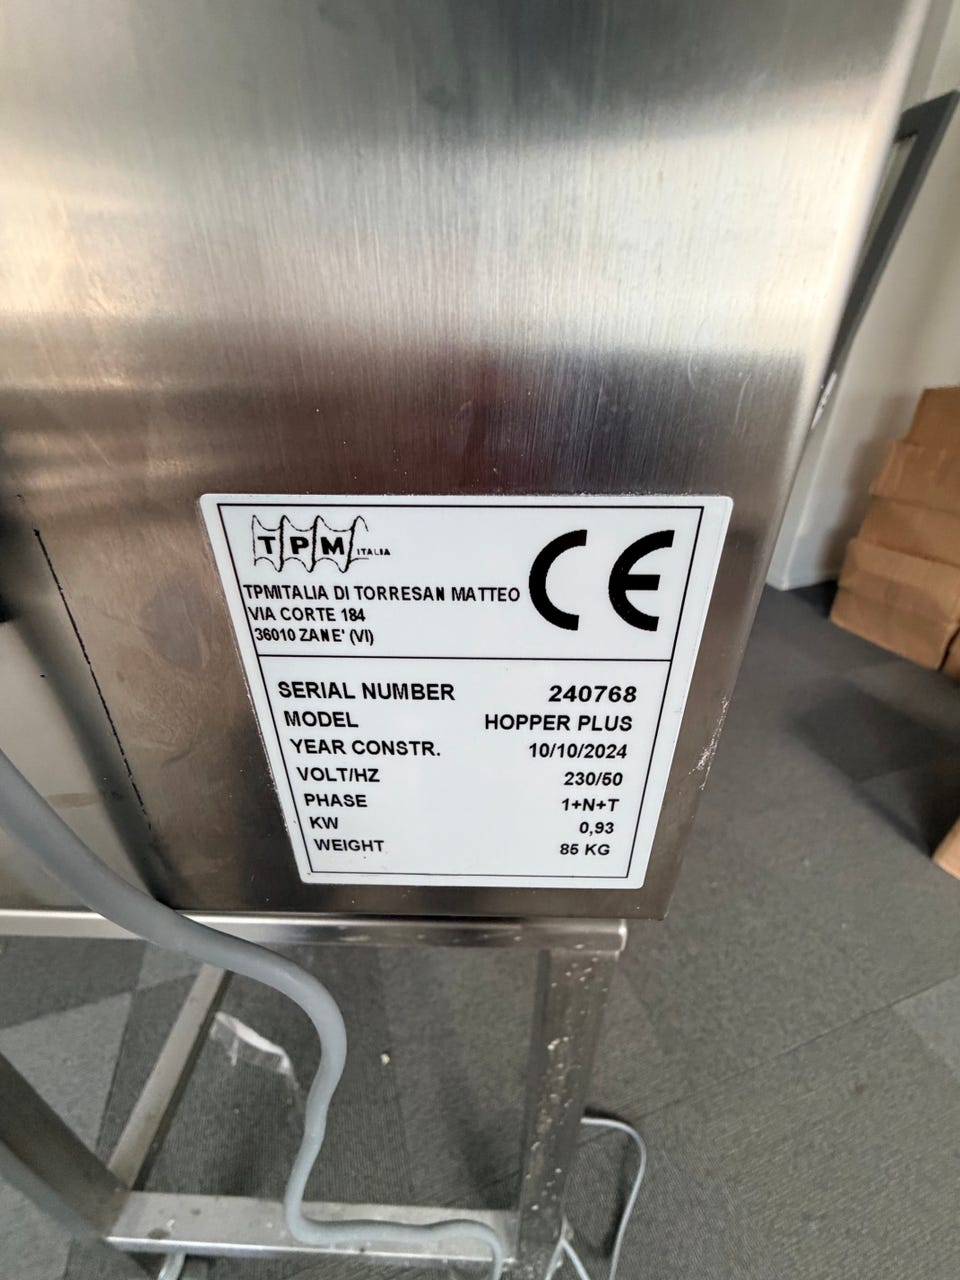 TPM ITALIA
TPMITALIA DI TORRESAN MATTEO
VIA CORTE 184
36010 ZANE' (VI)
CE
SERIAL NUMBER 240768
MODEL HOPPER PLUS
YEAR CONSTR. 10/10/2024
VOLT/HZ 230/50
PHASE 1+N+T
KW 0,93
WEIGHT 85 KG